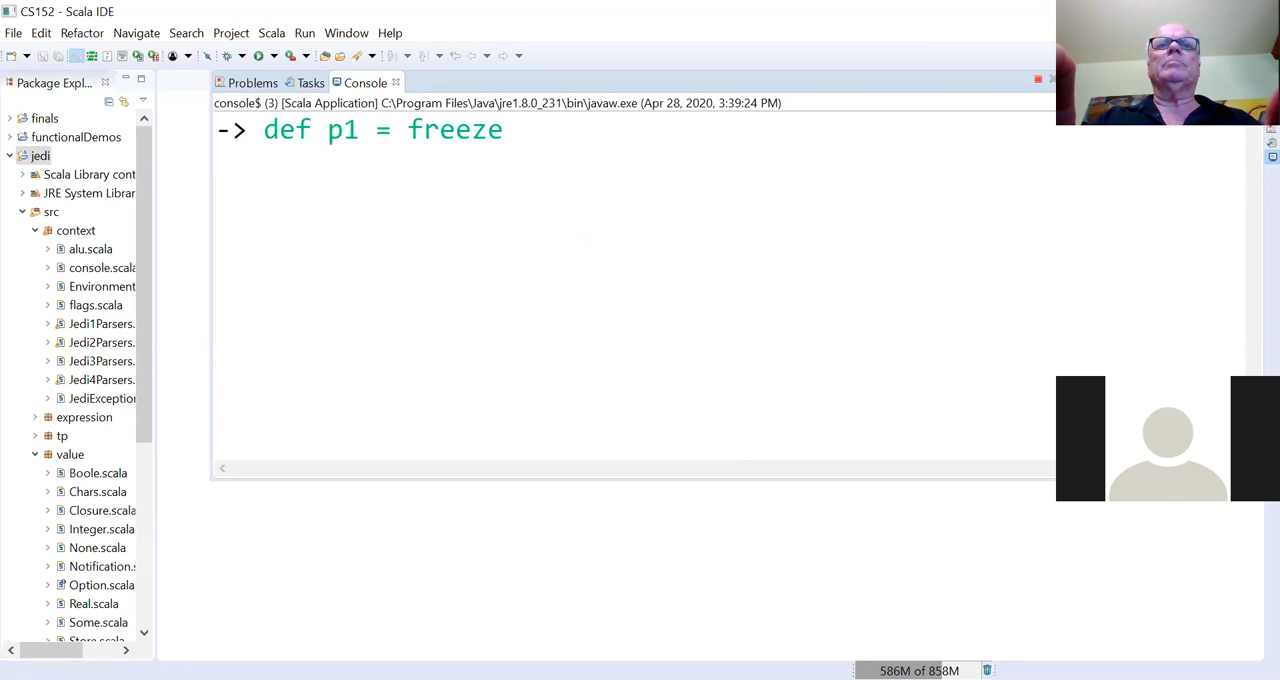 CS152 - Scala IDE
File Edit Refactor Navigate Search Project Scala Run Window Help
Package Expl...
Problems Tasks Console
console$ (3) [Scala Application] C:\Program Files\Java\jre1.8.0_231\bin\javaw.exe (Apr 28, 2020, 3:39:24 PM)
-> def p1 = freeze
finals
functionalDemos
jedi
Scala Library cont
JRE System Librar
src
context
alu.scala
console.scala
Environment
flags.scala
Jedi1Parsers.
Jedi2Parsers.
Jedi3Parsers.
Jedi4Parsers.
JediException
expression
tp
value
Boole.scala
Chars.scala
Closure.scala
Integer.scala
None.scala
Notification.
Option.scala
Real.scala
Some.scala
Store.scala
586M of 858M